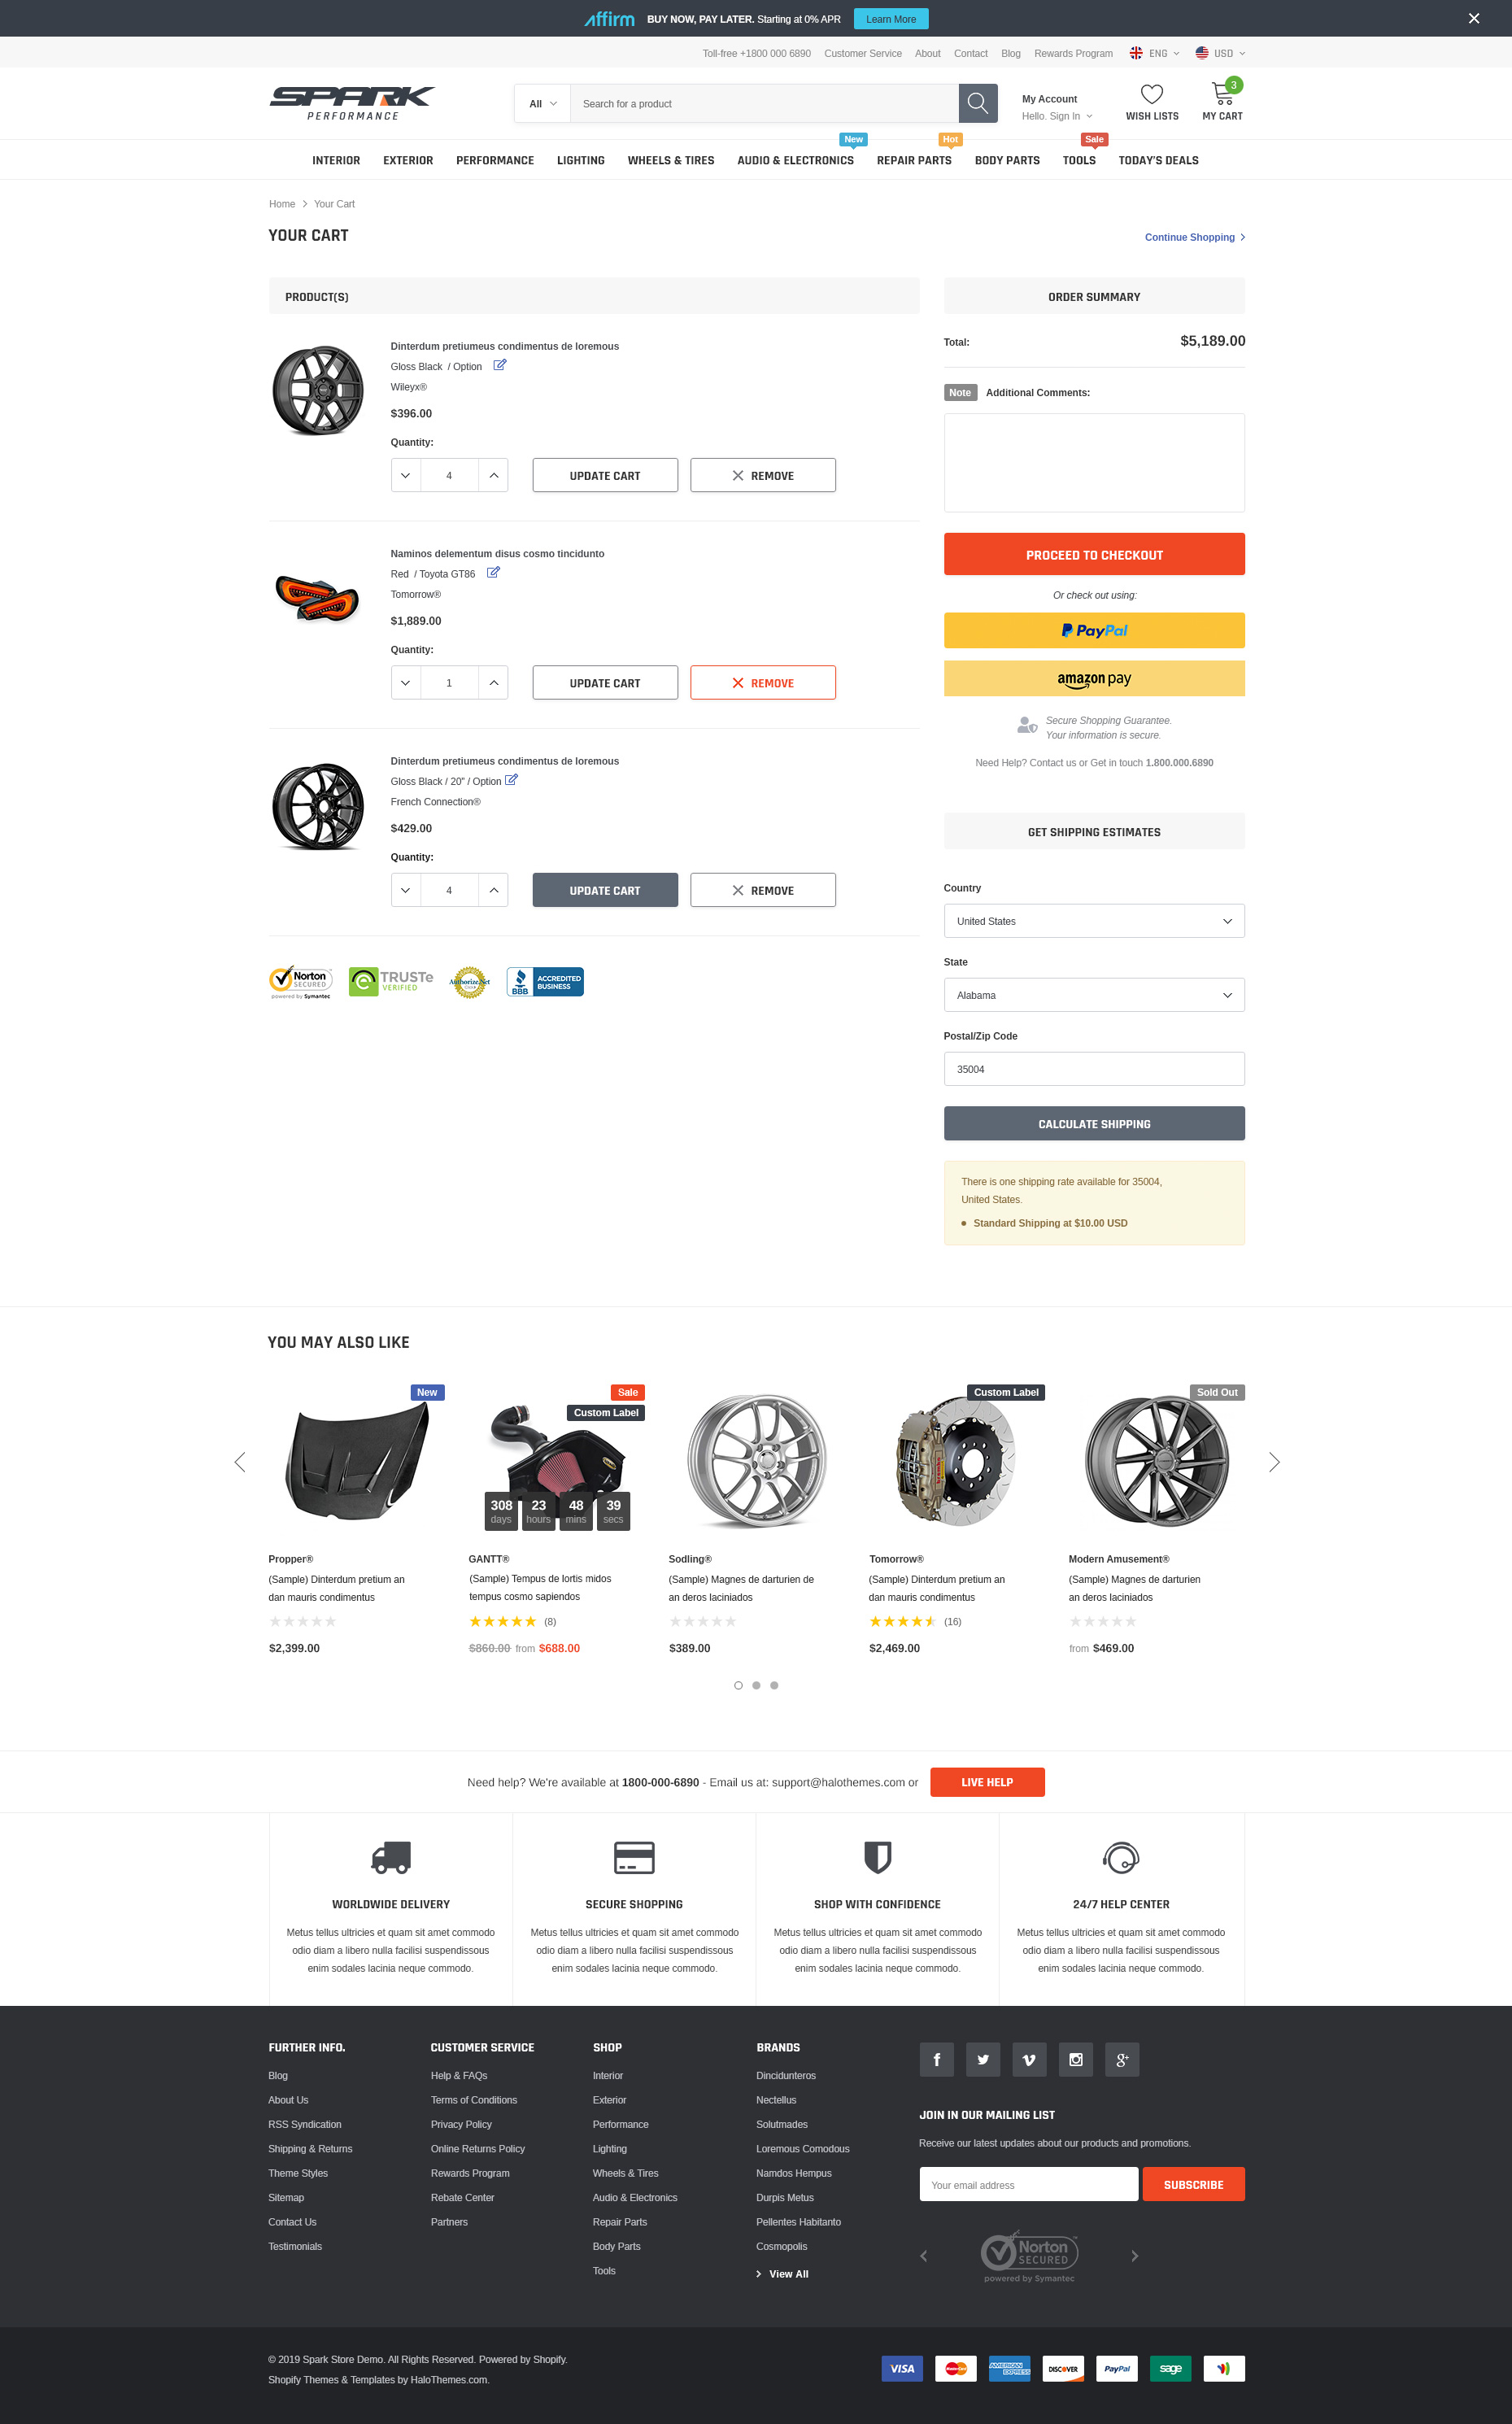 affirm BUY NOW, PAY LATER. Starting at 0% APR Learn More
Toll-free +1800 000 6890 Customer Service About Contact Blog Rewards Program ENG USD
SPARK
PERFORMANCE
All Search for a product
My Account
Hello. Sign In
WISH LISTS
3
MY CART
New Hot Sale
INTERIOR EXTERIOR PERFORMANCE LIGHTING WHEELS & TIRES AUDIO & ELECTRONICS REPAIR PARTS BODY PARTS TOOLS TODAY'S DEALS
Home Your Cart
YOUR CART
Continue Shopping
PRODUCT(S)
Dinterdum pretiumeus condimentus de loremous
Gloss Black / Option
Wileyx®
$396.00
Quantity:
4 UPDATE CART REMOVE
Naminos delementum disus cosmo tincidunto
Red / Toyota GT86
Tomorrow®
$1,889.00
Quantity:
1 UPDATE CART REMOVE
Dinterdum pretiumeus condimentus de loremous
Gloss Black / 20" / Option
French Connection®
$429.00
Quantity:
4 UPDATE CART REMOVE
Norton
SECURED
powered by Symantec
TRUSTe
VERIFIED
Authorize.Net
BBB
ACCREDITED
BUSINESS
ORDER SUMMARY
Total: $5,189.00
Note Additional Comments:
PROCEED TO CHECKOUT
Or check out using:
PayPal
amazon pay
Secure Shopping Guarantee.
Your information is secure.
Need Help? Contact us or Get in touch 1.800.000.6890
GET SHIPPING ESTIMATES
Country
United States
State
Alabama
Postal/Zip Code
35004
CALCULATE SHIPPING
There is one shipping rate available for 35004,
United States.
Standard Shipping at $10.00 USD
YOU MAY ALSO LIKE
New
Propper®
(Sample) Dinterdum pretium an
dan mauris condimentus
$2,399.00
Sale
Custom Label
308 23 48 39
days hours mins secs
GANTT®
(Sample) Tempus de lortis midos
tempus cosmo sapiendos
(8)
$860.00 from $688.00
Sodling®
(Sample) Magnes de darturien de
an deros laciniados
$389.00
Custom Label
Tomorrow®
(Sample) Dinterdum pretium an
dan mauris condimentus
(16)
$2,469.00
Sold Out
Modern Amusement®
(Sample) Magnes de darturien
an deros laciniados
from $469.00
Need help? We're available at 1800-000-6890 - Email us at: support@halothemes.com or LIVE HELP
WORLDWIDE DELIVERY
Metus tellus ultricies et quam sit amet commodo
odio diam a libero nulla facilisi suspendissous
enim sodales lacinia neque commodo.
SECURE SHOPPING
Metus tellus ultricies et quam sit amet commodo
odio diam a libero nulla facilisi suspendissous
enim sodales lacinia neque commodo.
SHOP WITH CONFIDENCE
Metus tellus ultricies et quam sit amet commodo
odio diam a libero nulla facilisi suspendissous
enim sodales lacinia neque commodo.
24/7 HELP CENTER
Metus tellus ultricies et quam sit amet commodo
odio diam a libero nulla facilisi suspendissous
enim sodales lacinia neque commodo.
FURTHER INFO.
Blog
About Us
RSS Syndication
Shipping & Returns
Theme Styles
Sitemap
Contact Us
Testimonials
CUSTOMER SERVICE
Help & FAQs
Terms of Conditions
Privacy Policy
Online Returns Policy
Rewards Program
Rebate Center
Partners
SHOP
Interior
Exterior
Performance
Lighting
Wheels & Tires
Audio & Electronics
Repair Parts
Body Parts
Tools
BRANDS
Dincidunteros
Nectellus
Solutmades
Loremous Comodous
Namdos Hempus
Durpis Metus
Pellentes Habitanto
Cosmopolis
View All
JOIN IN OUR MAILING LIST
Receive our latest updates about our products and promotions.
Your email address SUBSCRIBE
Norton
SECURED
powered by Symantec
© 2019 Spark Store Demo. All Rights Reserved. Powered by Shopify.
Shopify Themes & Templates by HaloThemes.com.
VISA MasterCard AMERICAN EXPRESS DISCOVER PayPal sage